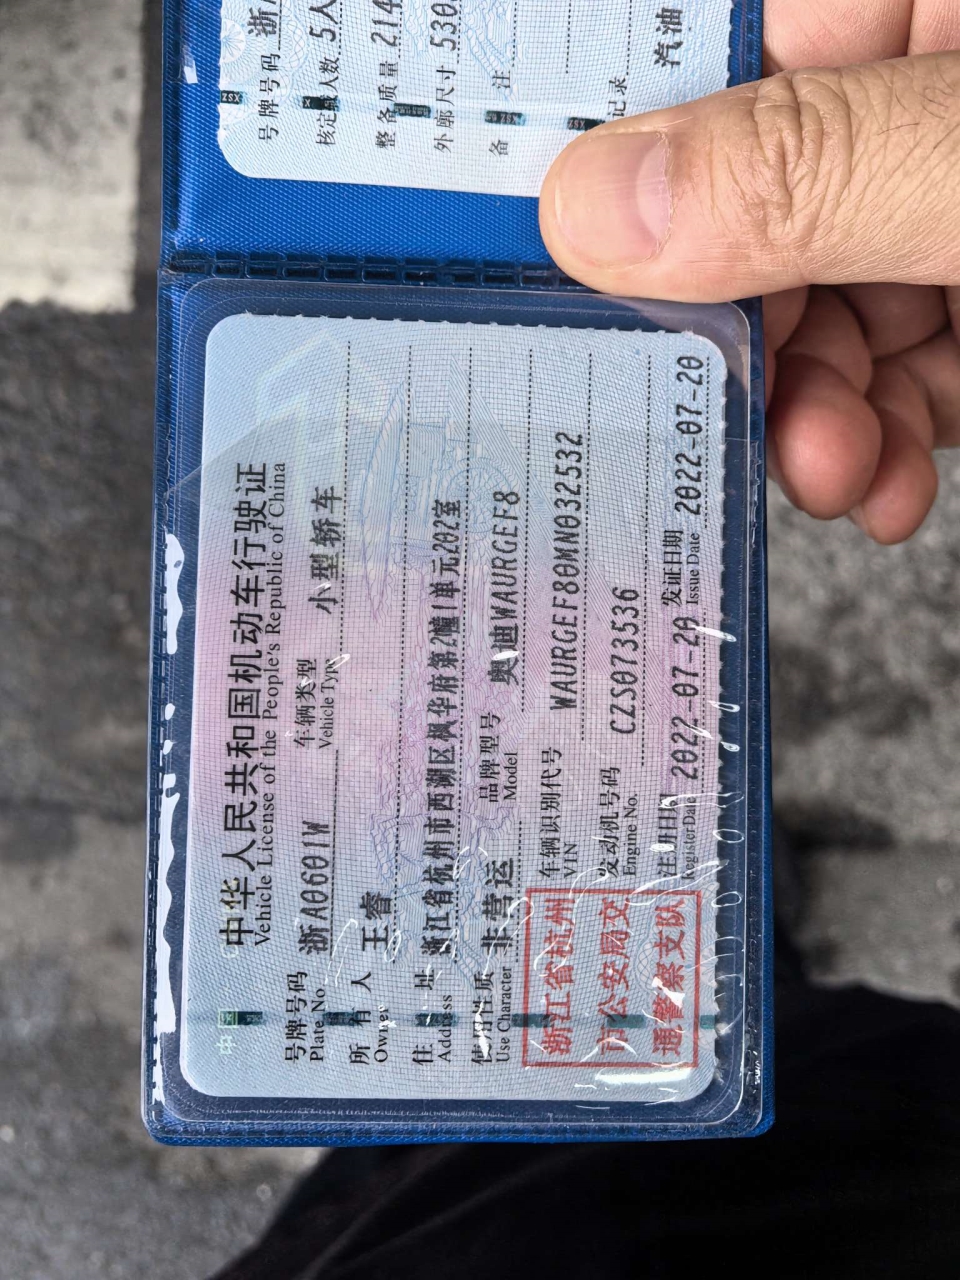 中国
中华人民共和国机动车行驶证
Vehicle License of the People's Republic of China
号牌号码 浙A0601W 车辆类型 小型轿车
Plate No. Vehicle Type
所有人 王睿
Owner
住址 浙江省杭州市西湖区枫华府第2幢1单元202室
Address
使用性质 非营运 品牌型号 奥迪WAURGEF8
Use Character Model
浙江省杭州
市公安局交
通警察支队
车辆识别代号 WAURGEF80MN032532
VIN
发动机号码 CZS073536
Engine No.
注册日期 2022-07-20 发证日期 2022-07-20
Register Date Issue Date
号牌号码 浙
核定载人数 5人
整备质量 214
外廓尺寸 530
备注
记录
汽油